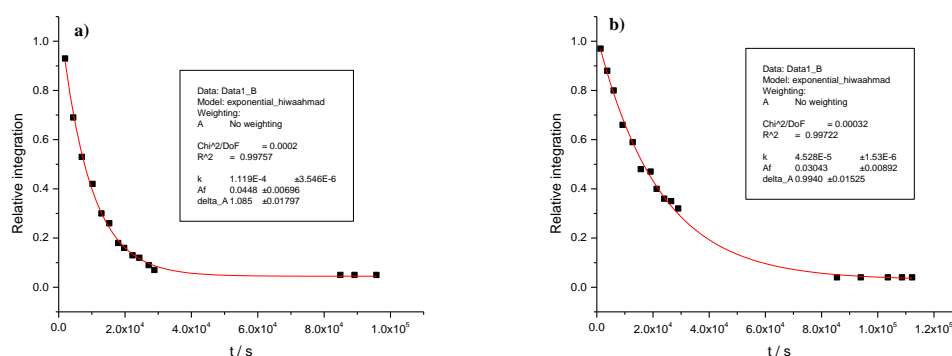 a)
Relative integration
1.0
0.8
0.6
0.4
0.2
0.0
Data: Data1_B
Model: exponential_hiwaahmad
Weighting:
A No weighting
Chi^2/DoF = 0.0002
R^2 = 0.99757
k 1.119E-4 ±3.546E-6
Af 0.0448 ±0.00696
delta_A 1.085 ±0.01797
0.0 2.0x10^4 4.0x10^4 6.0x10^4 8.0x10^4 1.0x10^5
t / s
b)
Relative integration
1.0
0.8
0.6
0.4
0.2
0.0
Data: Data1_B
Model: exponential_hiwaahmad
Weighting:
A No weighting
Chi^2/DoF = 0.00032
R^2 = 0.99722
k 4.528E-5 ±1.53E-6
Af 0.03043 ±0.00892
delta_A 0.9940 ±0.01525
0.0 2.0x10^4 4.0x10^4 6.0x10^4 8.0x10^4 1.0x10^5 1.2x10^5
t / s